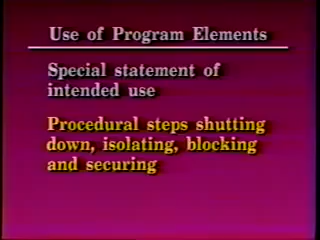 Use of Program Elements
Special statement of
intended use
Procedural steps shutting
down, isolating, blocking
and securing